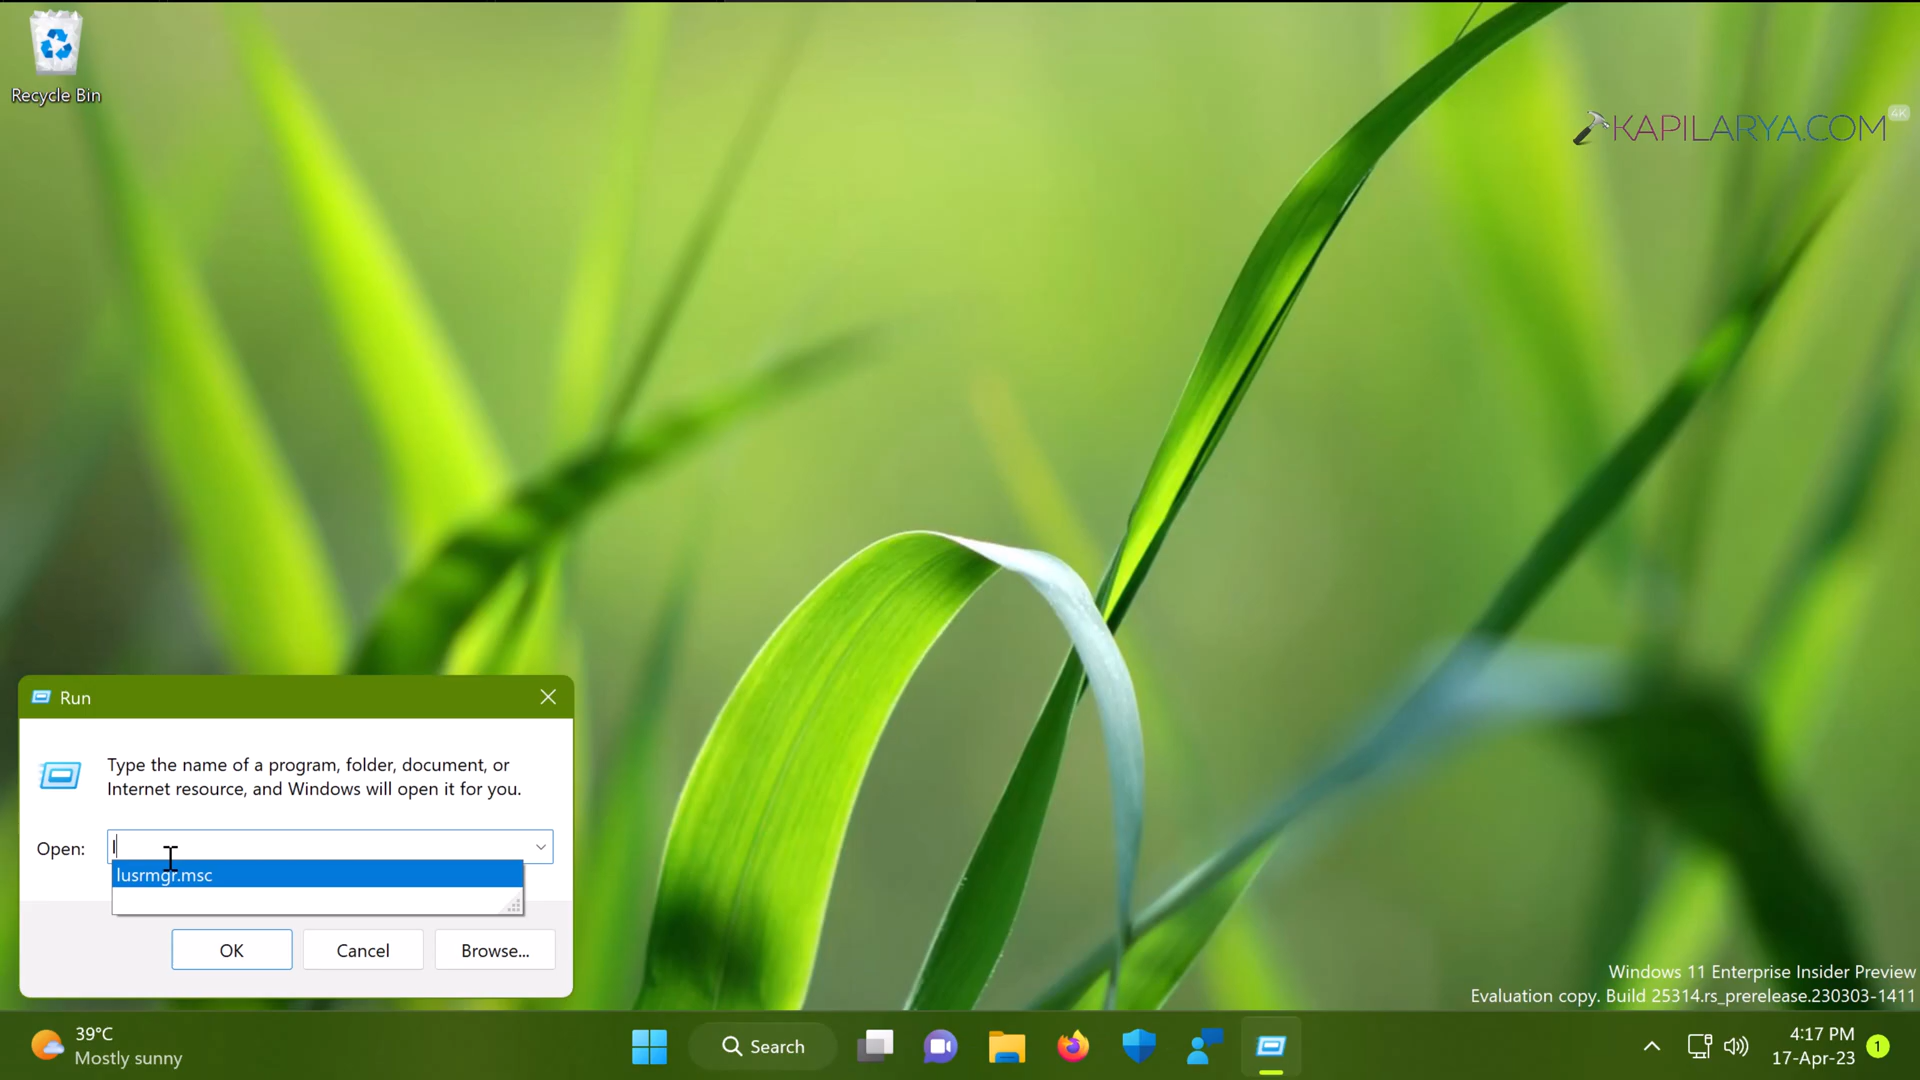 Recycle Bin
KAPILARYA.COM
4K
Run
Type the name of a program, folder, document, or
Internet resource, and Windows will open it for you.
Open:
l
lusrmgr.msc
OK
Cancel
Browse...
Windows 11 Enterprise Insider Preview
Evaluation copy. Build 25314.rs_prerelease.230303-1411
39°C
Mostly sunny
Search
4:17 PM
17-Apr-23
1